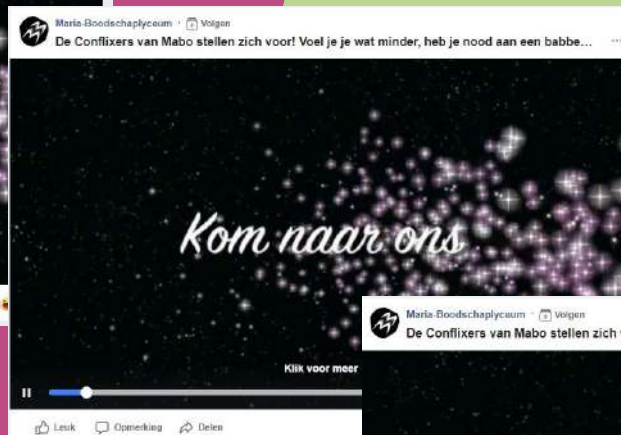 Maria-Boodschaplyceum · Volgen
De Conflixers van Mabo stellen zich voor! Voel je je wat minder, heb je nood aan een babbe... ...
Kom naar ons
Klik voor meer
Leuk Opmerking Delen
Maria-Boodschaplyceum · Volgen
De Conflixers van Mabo stellen zich